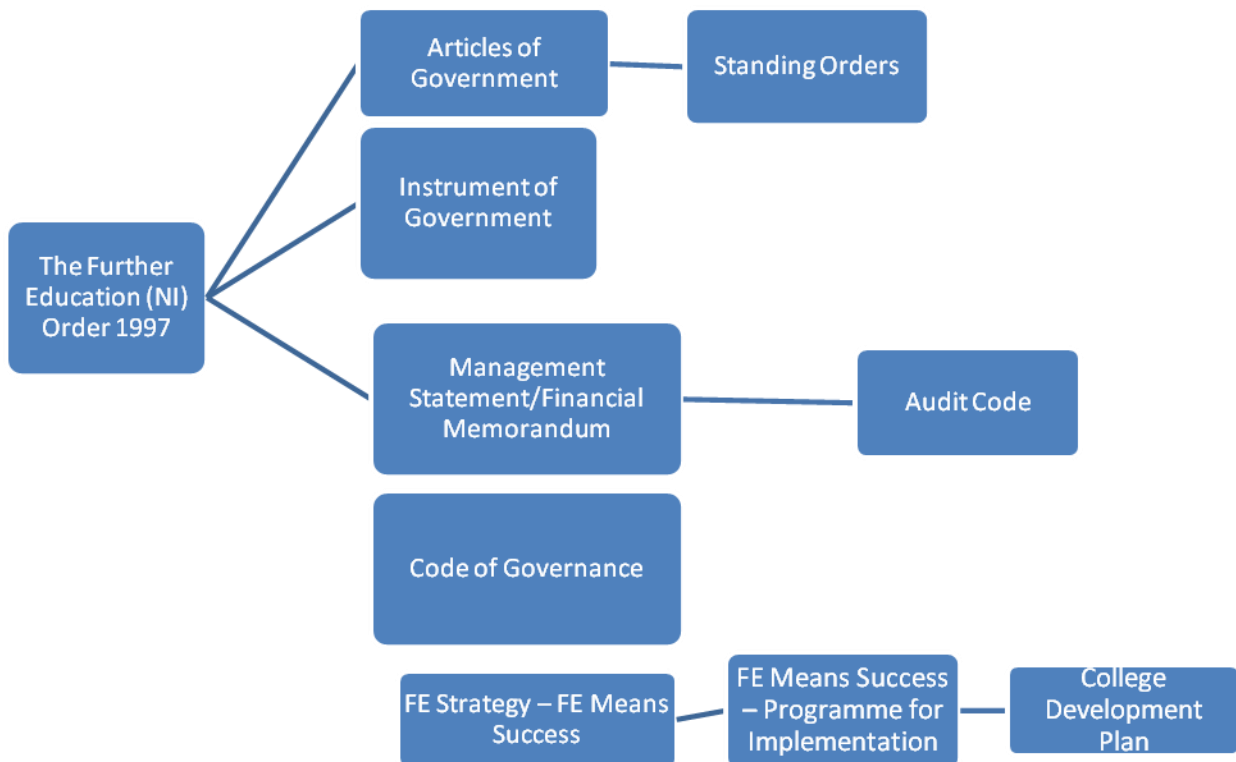 Articles of
Government
Standing Orders
Instrument of
Government
The Further
Education (NI)
Order 1997
Management
Statement/Financial
Memorandum
Audit Code
Code of Governance
FE Strategy – FE Means
Success
FE Means Success
– Programme for
Implementation
College
Development
Plan